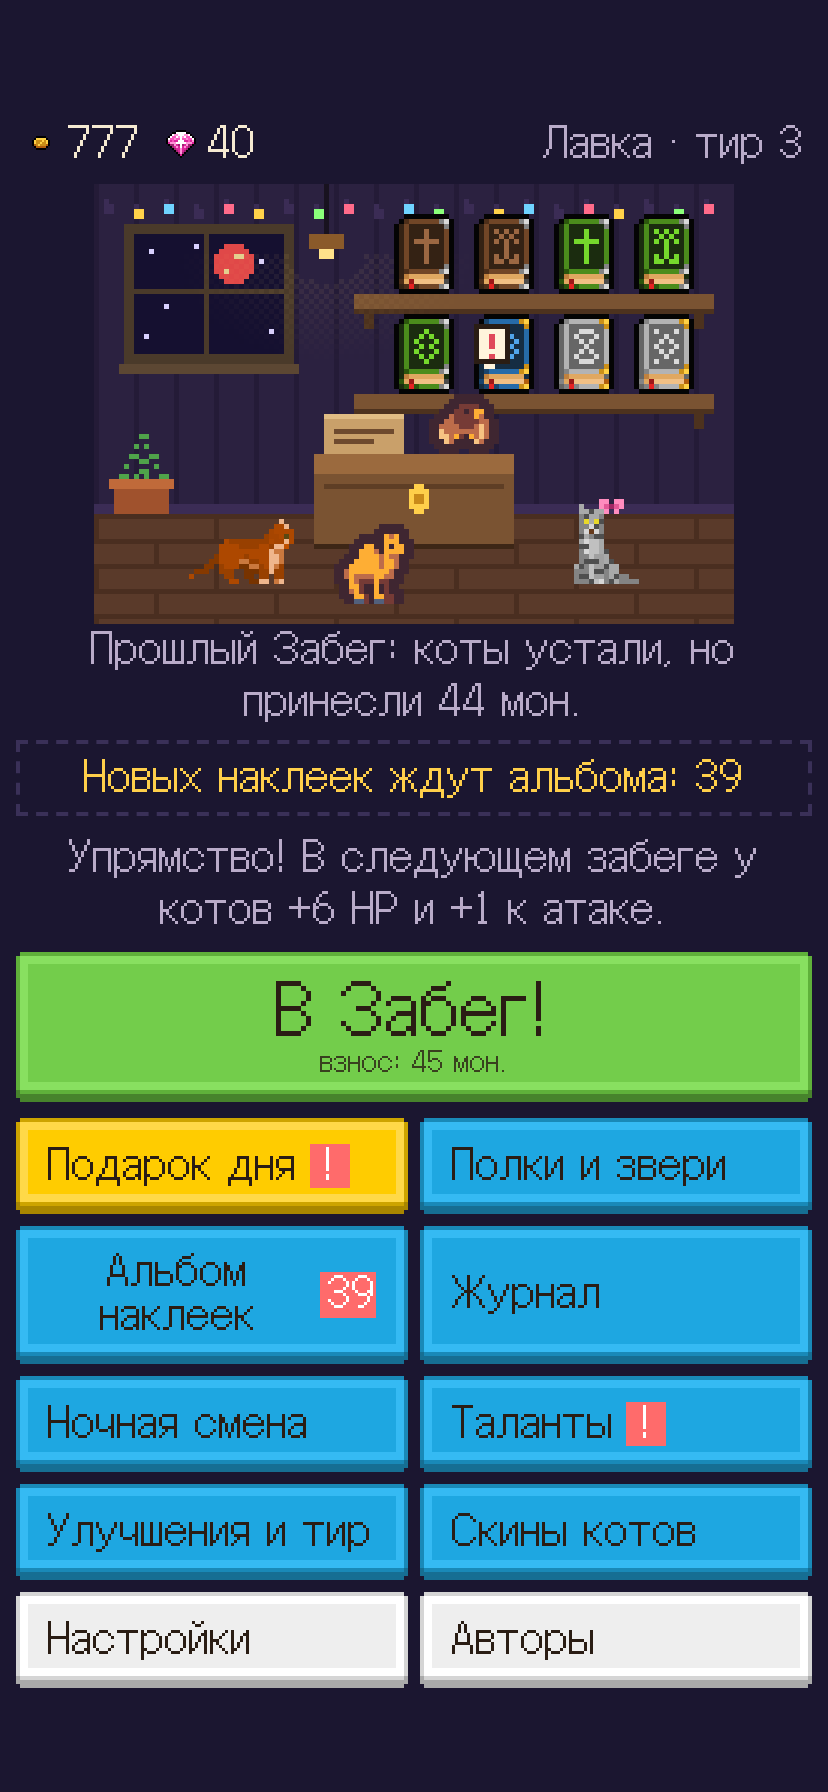 777 40 Лавка · тир 3
!
Прошлый Забег: коты устали, но
принесли 44 мон.
Новых наклеек ждут альбома: 39
Упрямство! В следующем забеге у
котов +6 HP и +1 к атаке.
В Забег!
взнос: 45 мон.
Подарок дня !
Полки и звери
Альбом
наклеек
39
Журнал
Ночная смена
Таланты !
Улучшения и тир
Скины котов
Настройки
Авторы